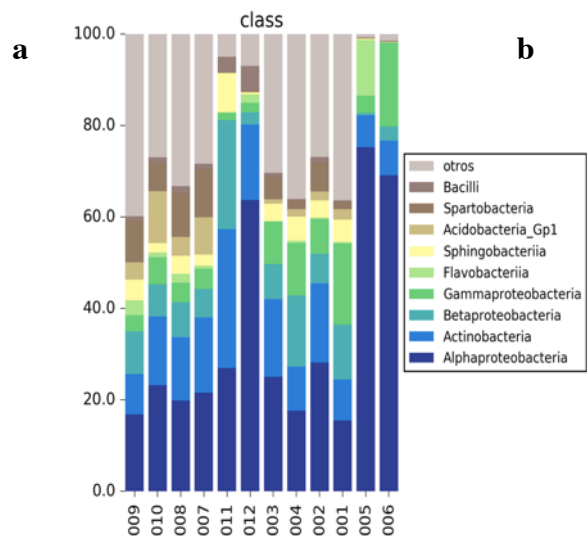 class
a
b
100.0
80.0
60.0
40.0
20.0
0.0
009 010 008 007 011 012 003 004 002 001 005 006
otros
Bacilli
Spartobacteria
Acidobacteria_Gp1
Sphingobacteriia
Flavobacteriia
Gammaproteobacteria
Betaproteobacteria
Actinobacteria
Alphaproteobacteria